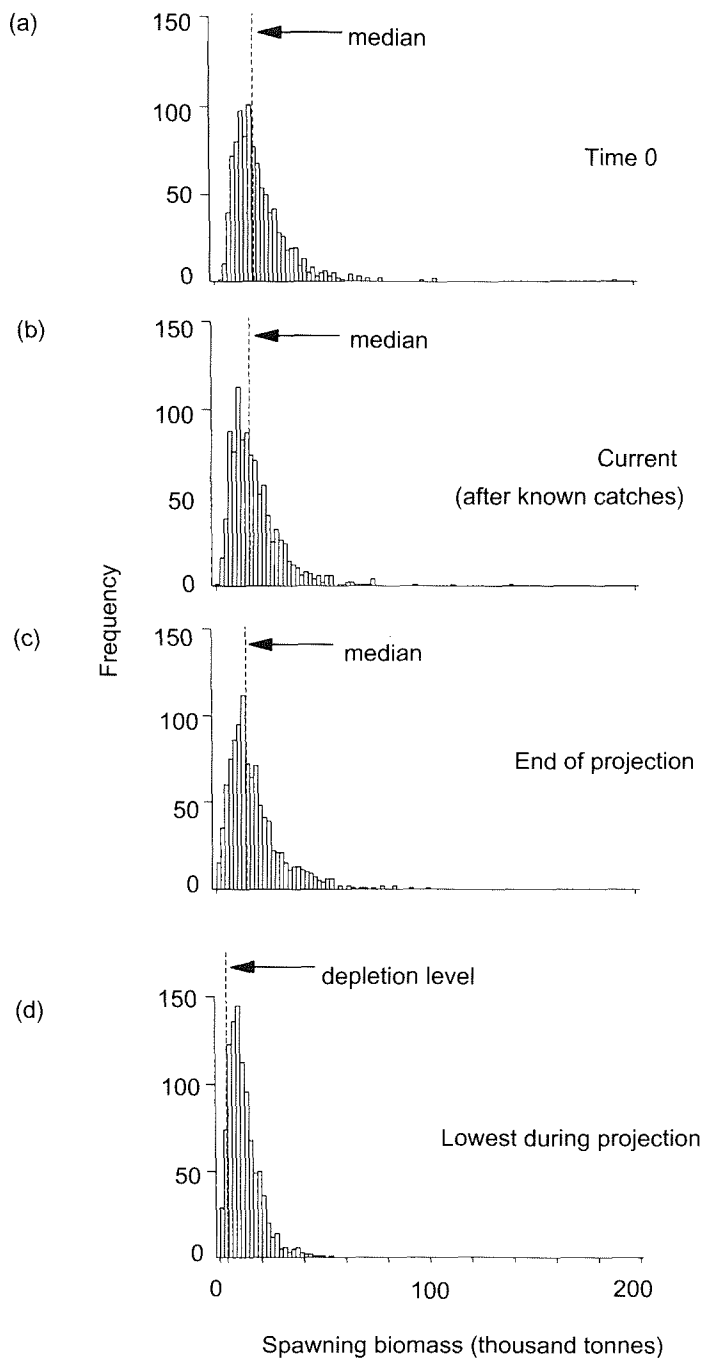 (a)
150
median
100
Time 0
50
0
(b)
150
median
100
Current
(after known catches)
50
0
Frequency
(c)
150
median
100
End of projection
50
0
depletion level
(d)
150
100
Lowest during projection
50
0
0 100 200
Spawning biomass (thousand tonnes)